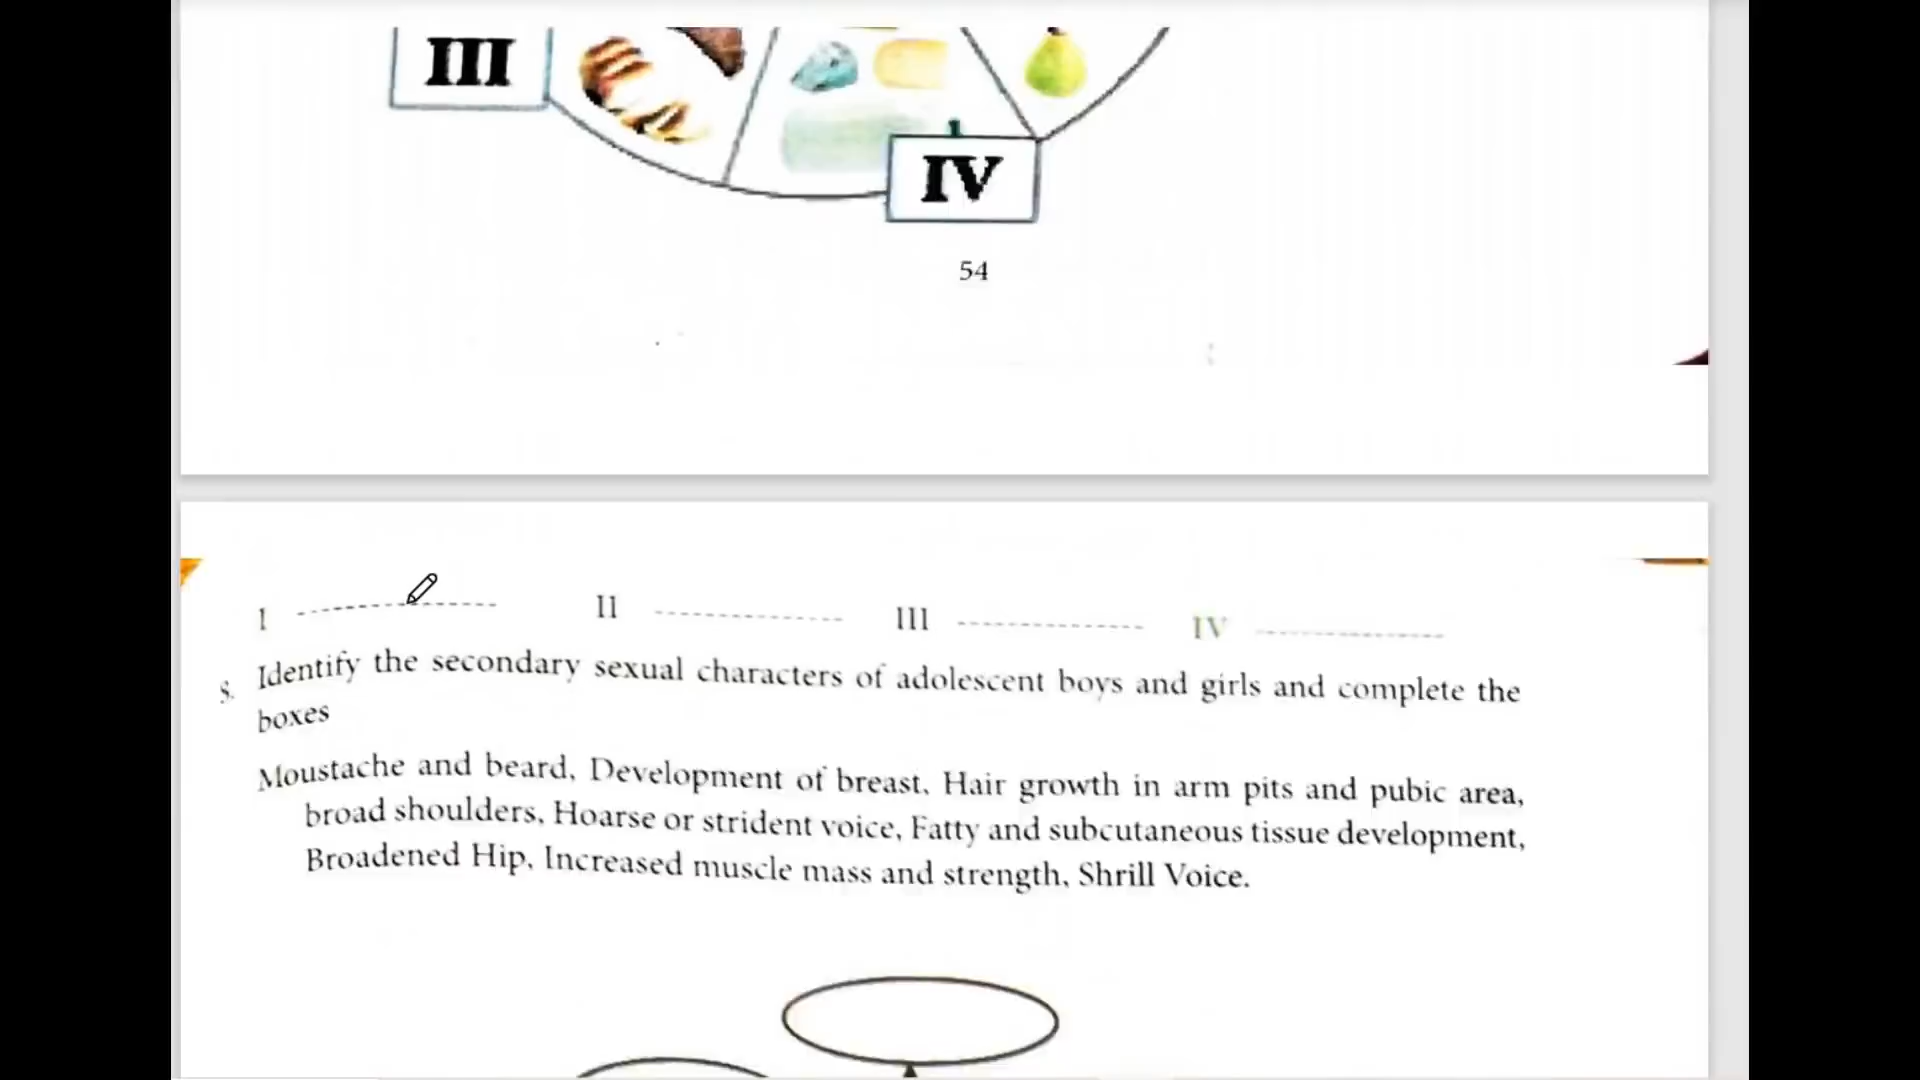 III
IV
54
I II III IV
8. Identify the secondary sexual characters of adolescent boys and girls and complete the
boxes
Moustache and beard, Development of breast, Hair growth in arm pits and pubic area,
broad shoulders, Hoarse or strident voice, Fatty and subcutaneous tissue development,
Broadened Hip, Increased muscle mass and strength, Shrill Voice.